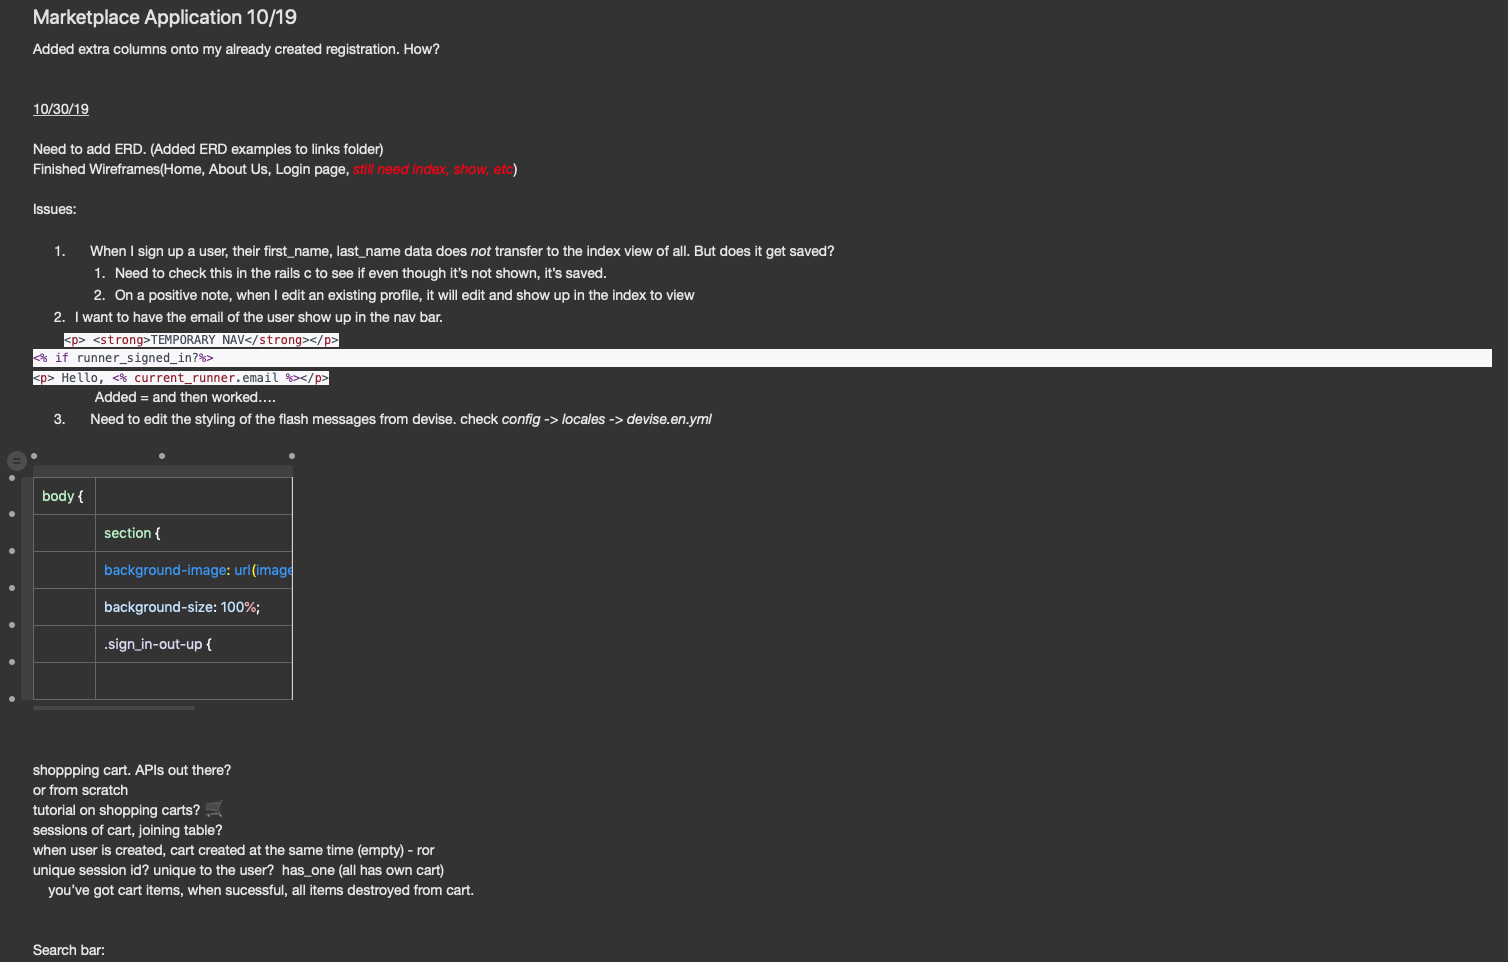 Marketplace Application 10/19
Added extra columns onto my already created registration. How?
10/30/19
Need to add ERD. (Added ERD examples to links folder)
Finished Wireframes(Home, About Us, Login page, still need index, show, etc)
Issues:
1. When I sign up a user, their first_name, last_name data does not transfer to the index view of all. But does it get saved?
1. Need to check this in the rails c to see if even though it’s not shown, it’s saved.
2. On a positive note, when I edit an existing profile, it will edit and show up in the index to view
2. I want to have the email of the user show up in the nav bar.
<p> <strong>TEMPORARY NAV</strong></p>
<% if runner_signed_in?%>
<p> Hello, <% current_runner.email %></p>
Added = and then worked….
3. Need to edit the styling of the flash messages from devise. check config -> locales -> devise.en.yml
body {
section {
background-image: url(image
background-size: 100%;
.sign_in-out-up {
shoppping cart. APIs out there?
or from scratch
tutorial on shopping carts? 🛒
sessions of cart, joining table?
when user is created, cart created at the same time (empty) - ror
unique session id? unique to the user?  has_one (all has own cart)
you’ve got cart items, when sucessful, all items destroyed from cart.
Search bar: